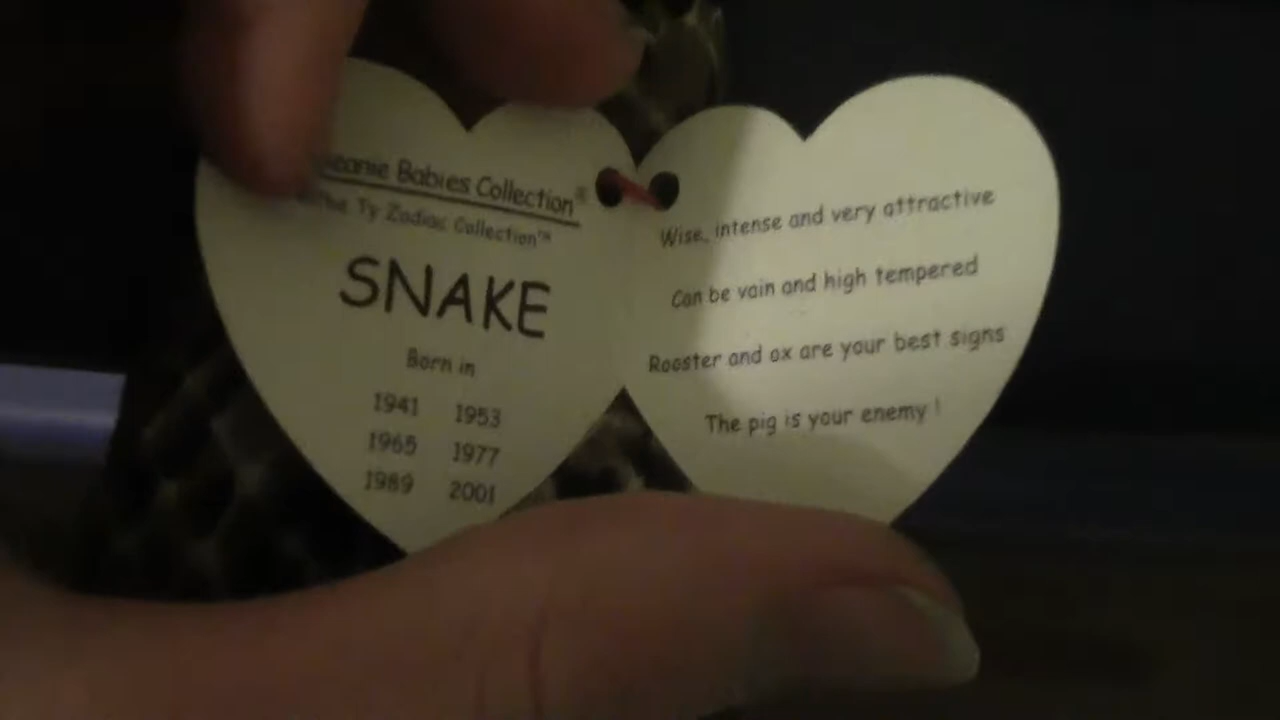 Babies Collection®
The Ty Zodiac Collection™
SNAKE
Born in
1941 1953
1965 1977
1989 2001
Wise, intense and very attractive
Can be vain and high tempered
Rooster and ox are your best signs
The pig is your enemy !